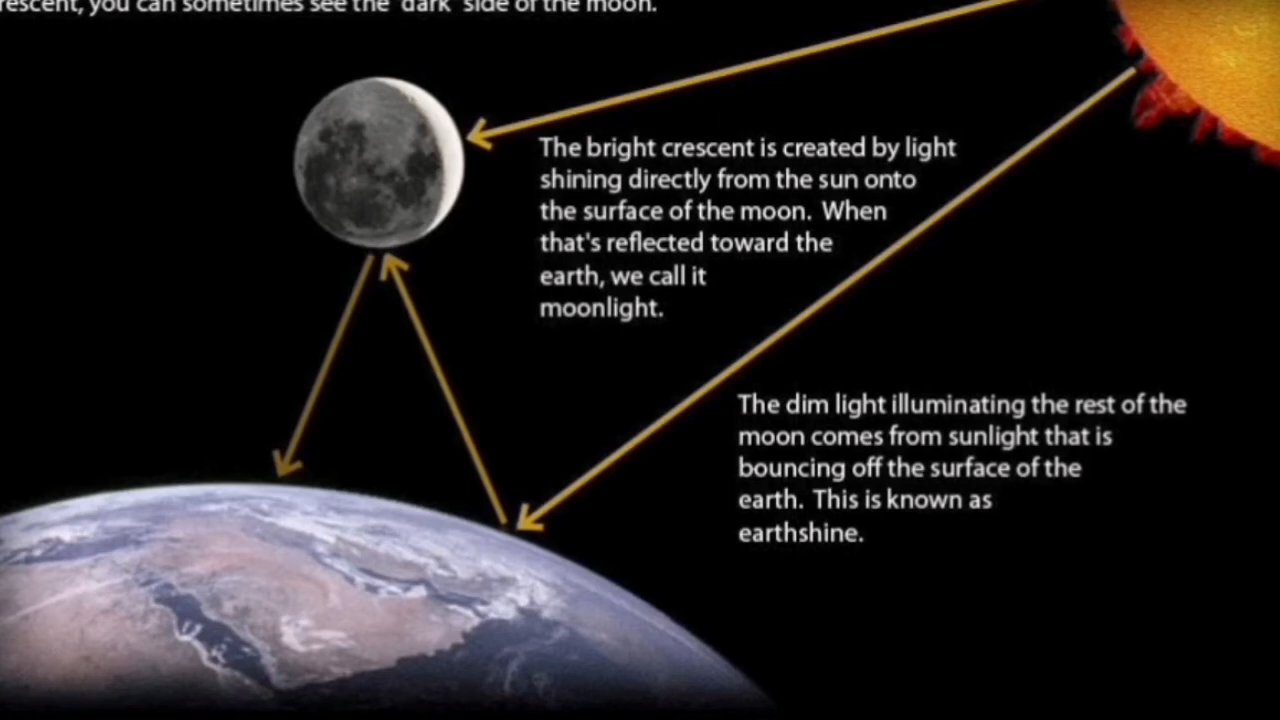 rescent, you can sometimes see the "dark" side of the moon.
The bright crescent is created by light
shining directly from the sun onto
the surface of the moon. When
that's reflected toward the
earth, we call it
moonlight.
The dim light illuminating the rest of the
moon comes from sunlight that is
bouncing off the surface of the
earth. This is known as
earthshine.